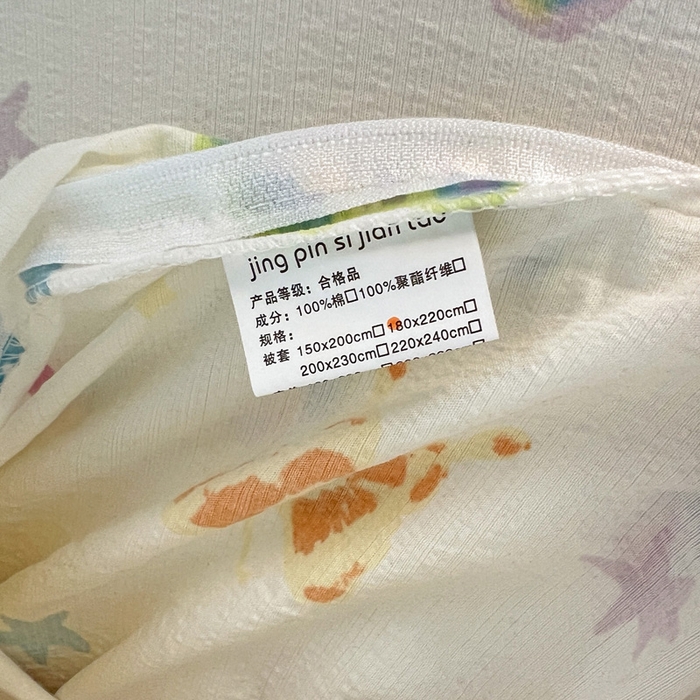 jing pin si jian tao
产品等级：合格品
成分：100%棉□100%聚酯纤维□
规格：
被套 150x200cm□180x220cm□
200x230cm□220x240cm□